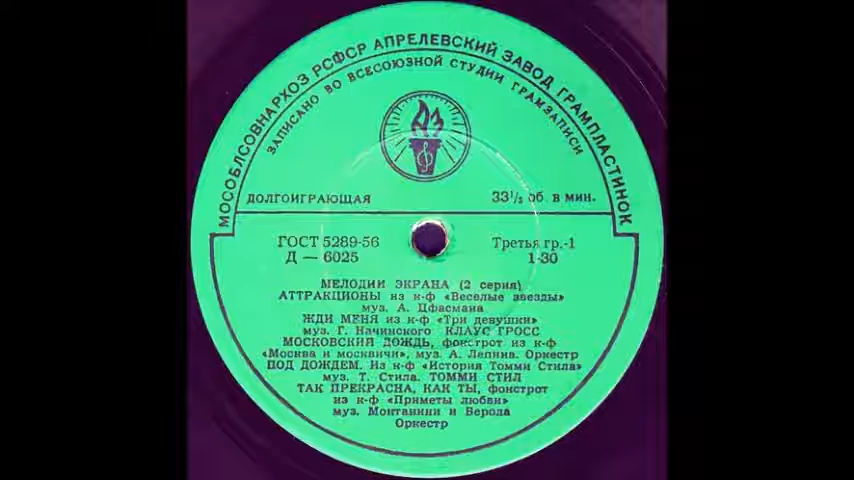 МОСОБЛСОВНАРХОЗ РСФСР АПРЕЛЕВСКИЙ ЗАВОД ГРАМПЛАСТИНОК
ЗАПИСАНО ВО ВСЕСОЮЗНОЙ СТУДИИ ГРАМЗАПИСИ
ДОЛГОИГРАЮЩАЯ 33⅓ об. в мин.
ГОСТ 5289-56 Третья гр.-1
Д — 6025 1-30
МЕЛОДИИ ЭКРАНА (2 серия)
АТТРАКЦИОНЫ из к-ф «Веселые звезды»
муз. А. Цфасмана
ЖДИ МЕНЯ из к-ф «Три девушки»
муз. Г. Начинского КЛАУС ГРОСС
МОСКОВСКИЙ ДОЖДЬ, фокстрот из к-ф
«Москва и москвичи», муз. А. Лепина. Оркестр
ПОД ДОЖДЕМ. Из к-ф «История Томми Стила»
муз. Т. Стила. ТОММИ СТИЛ
ТАК ПРЕКРАСНА, КАК ТЫ, фокстрот
из к-ф «Приметы любви»
муз. Монтанини и Верола
Оркестр